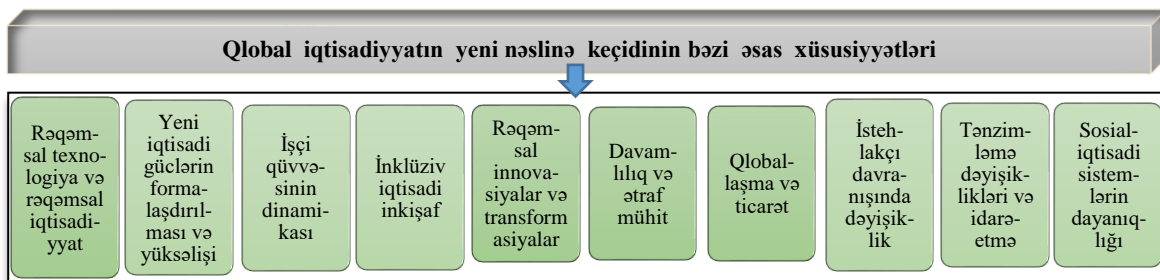 Qlobal iqtisadiyyatın yeni nəslinə keçidinin bəzi əsas xüsusiyyətləri
Rəqəm-
sal texno-
logiya və
rəqəmsal
iqtisadi-
yyat
Yeni
iqtisadi
güclərin
forma-
laşdırıl-
ması və
yüksəlişi
İşçi
qüvvə-
sinin
dinami-
kası
İnklüziv
iqtisadi
inkişaf
Rəqəm-
sal
innova-
siyalar və
transform
asiyalar
Davam-
lılıq və
ətraf
mühit
Qlobal-
laşma və
ticarət
İsteh-
lakçı
davra-
nışında
dəyişik-
lik
Tənzim-
ləmə
dəyişik-
likləri və
idarə-
etmə
Sosial-
iqtisadi
sistem-
lərin
dayanıq-
lığı